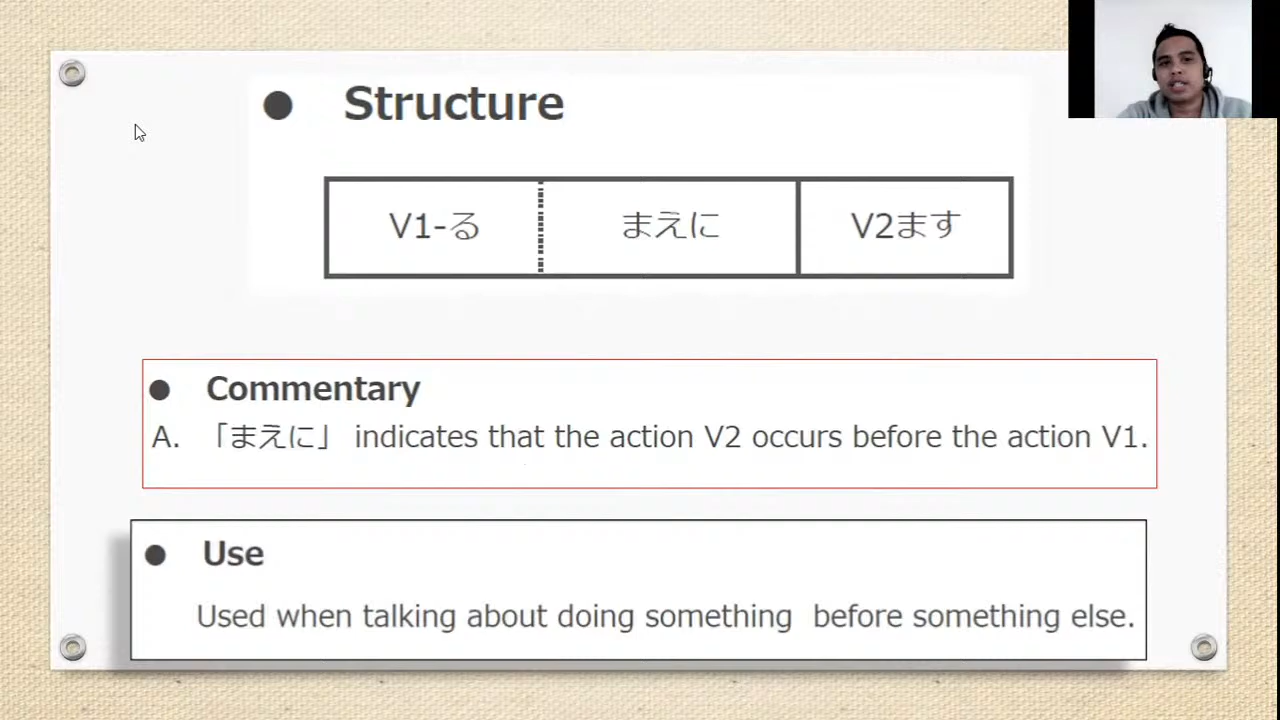 ● Structure
V1-る まえに V2ます
● Commentary
A. 「まえに」 indicates that the action V2 occurs before the action V1.
● Use
Used when talking about doing something before something else.